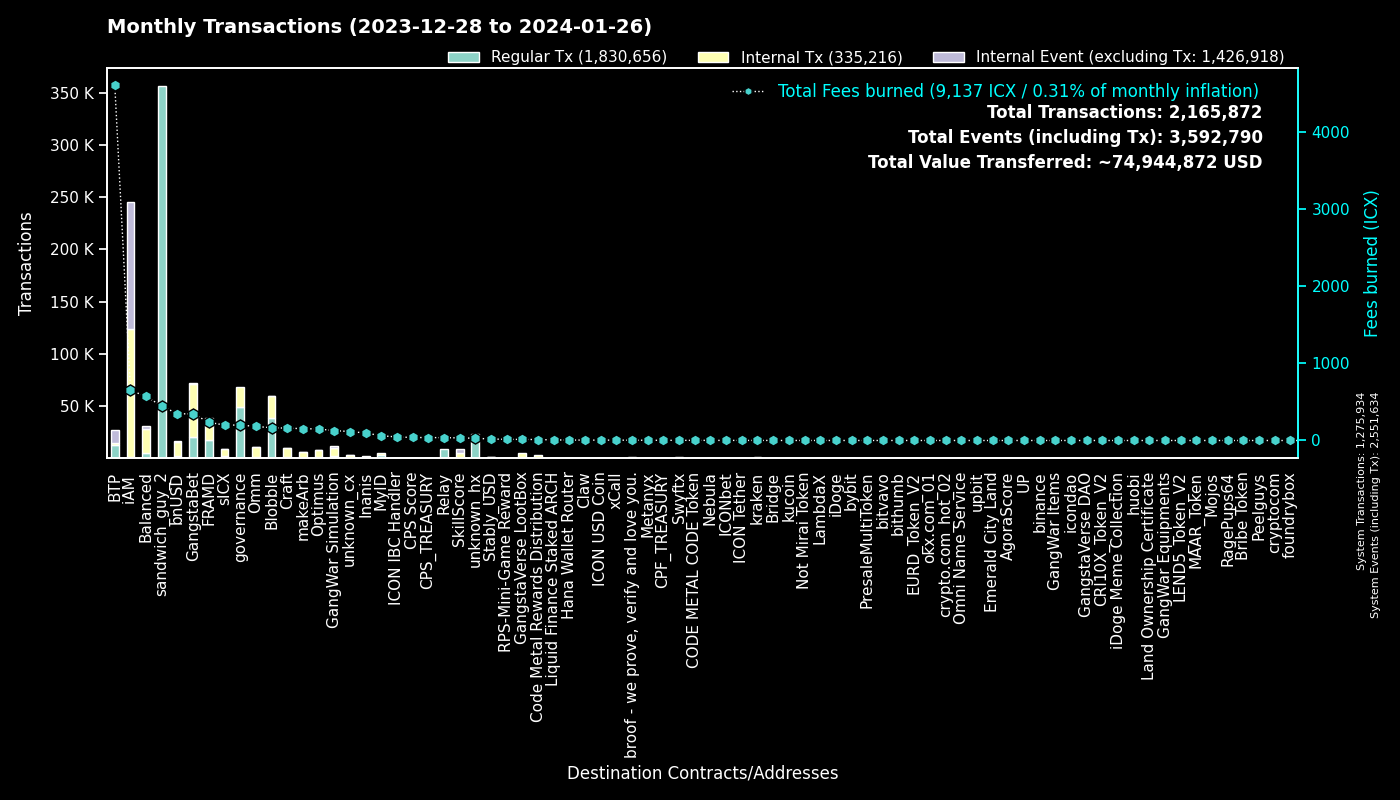 Monthly Transactions (2023-12-28 to 2024-01-26)
Regular Tx (1,830,656)
Internal Tx (335,216)
Internal Event (excluding Tx: 1,426,918)
Total Fees burned (9,137 ICX / 0.31% of monthly inflation)
Total Transactions: 2,165,872
Total Events (including Tx): 3,592,790
Total Value Transferred: ~74,944,872 USD
Transactions
350 K
300 K
250 K
200 K
150 K
100 K
50 K
4000
3000
2000
1000
0
Fees burned (ICX)
System Transactions: 1,275,934
System Events (including Tx): 2,551,634
BTP
IAM
Balanced
sandwich_guy_2
bnUSD
GangstaBet
FRAMD
sICX
governance
Omm
Blobble
Craft
makeArb
Optimus
GangWar Simulation
unknown_cx
Inanis
MyID
ICON IBC Handler
CPS Score
CPS_TREASURY
Relay
SkillScore
unknown_hx
Stably_USD
RPS-Mini-Game_Reward
GangstaVerse LootBox
Code Metal Rewards Distribution
Liquid Finance Staked ARCH
Hana Wallet Router
Claw
ICON USD Coin
xCall
broof - we prove, verify and love you.
Metanyx
CPF_TREASURY
Swyftx
CODE METAL CODE Token
Nebula
ICONbet
ICON Tether
kraken
Bridge
kucoin
Not Mirai Token
LambdaX
iDoge
bybit
PresaleMultiToken
bitvavo
bithumb
EURD_Token_V2
okx.com_01
crypto.com_hot_02
Omni Name Service
upbit
Emerald City Land
AgoraScore
UP
binance
GangWar Items
icondao
GangstaVerse DAO
CRI10X_Token_V2
iDoge Meme Collection
huobi
Land Ownership Certificate
GangWar Equipments
LEND5_Token_V2
MAAR_Token
_Mojos
RagePups64
Bribe Token
Peelguys
cryptocom
foundrybox
Destination Contracts/Addresses